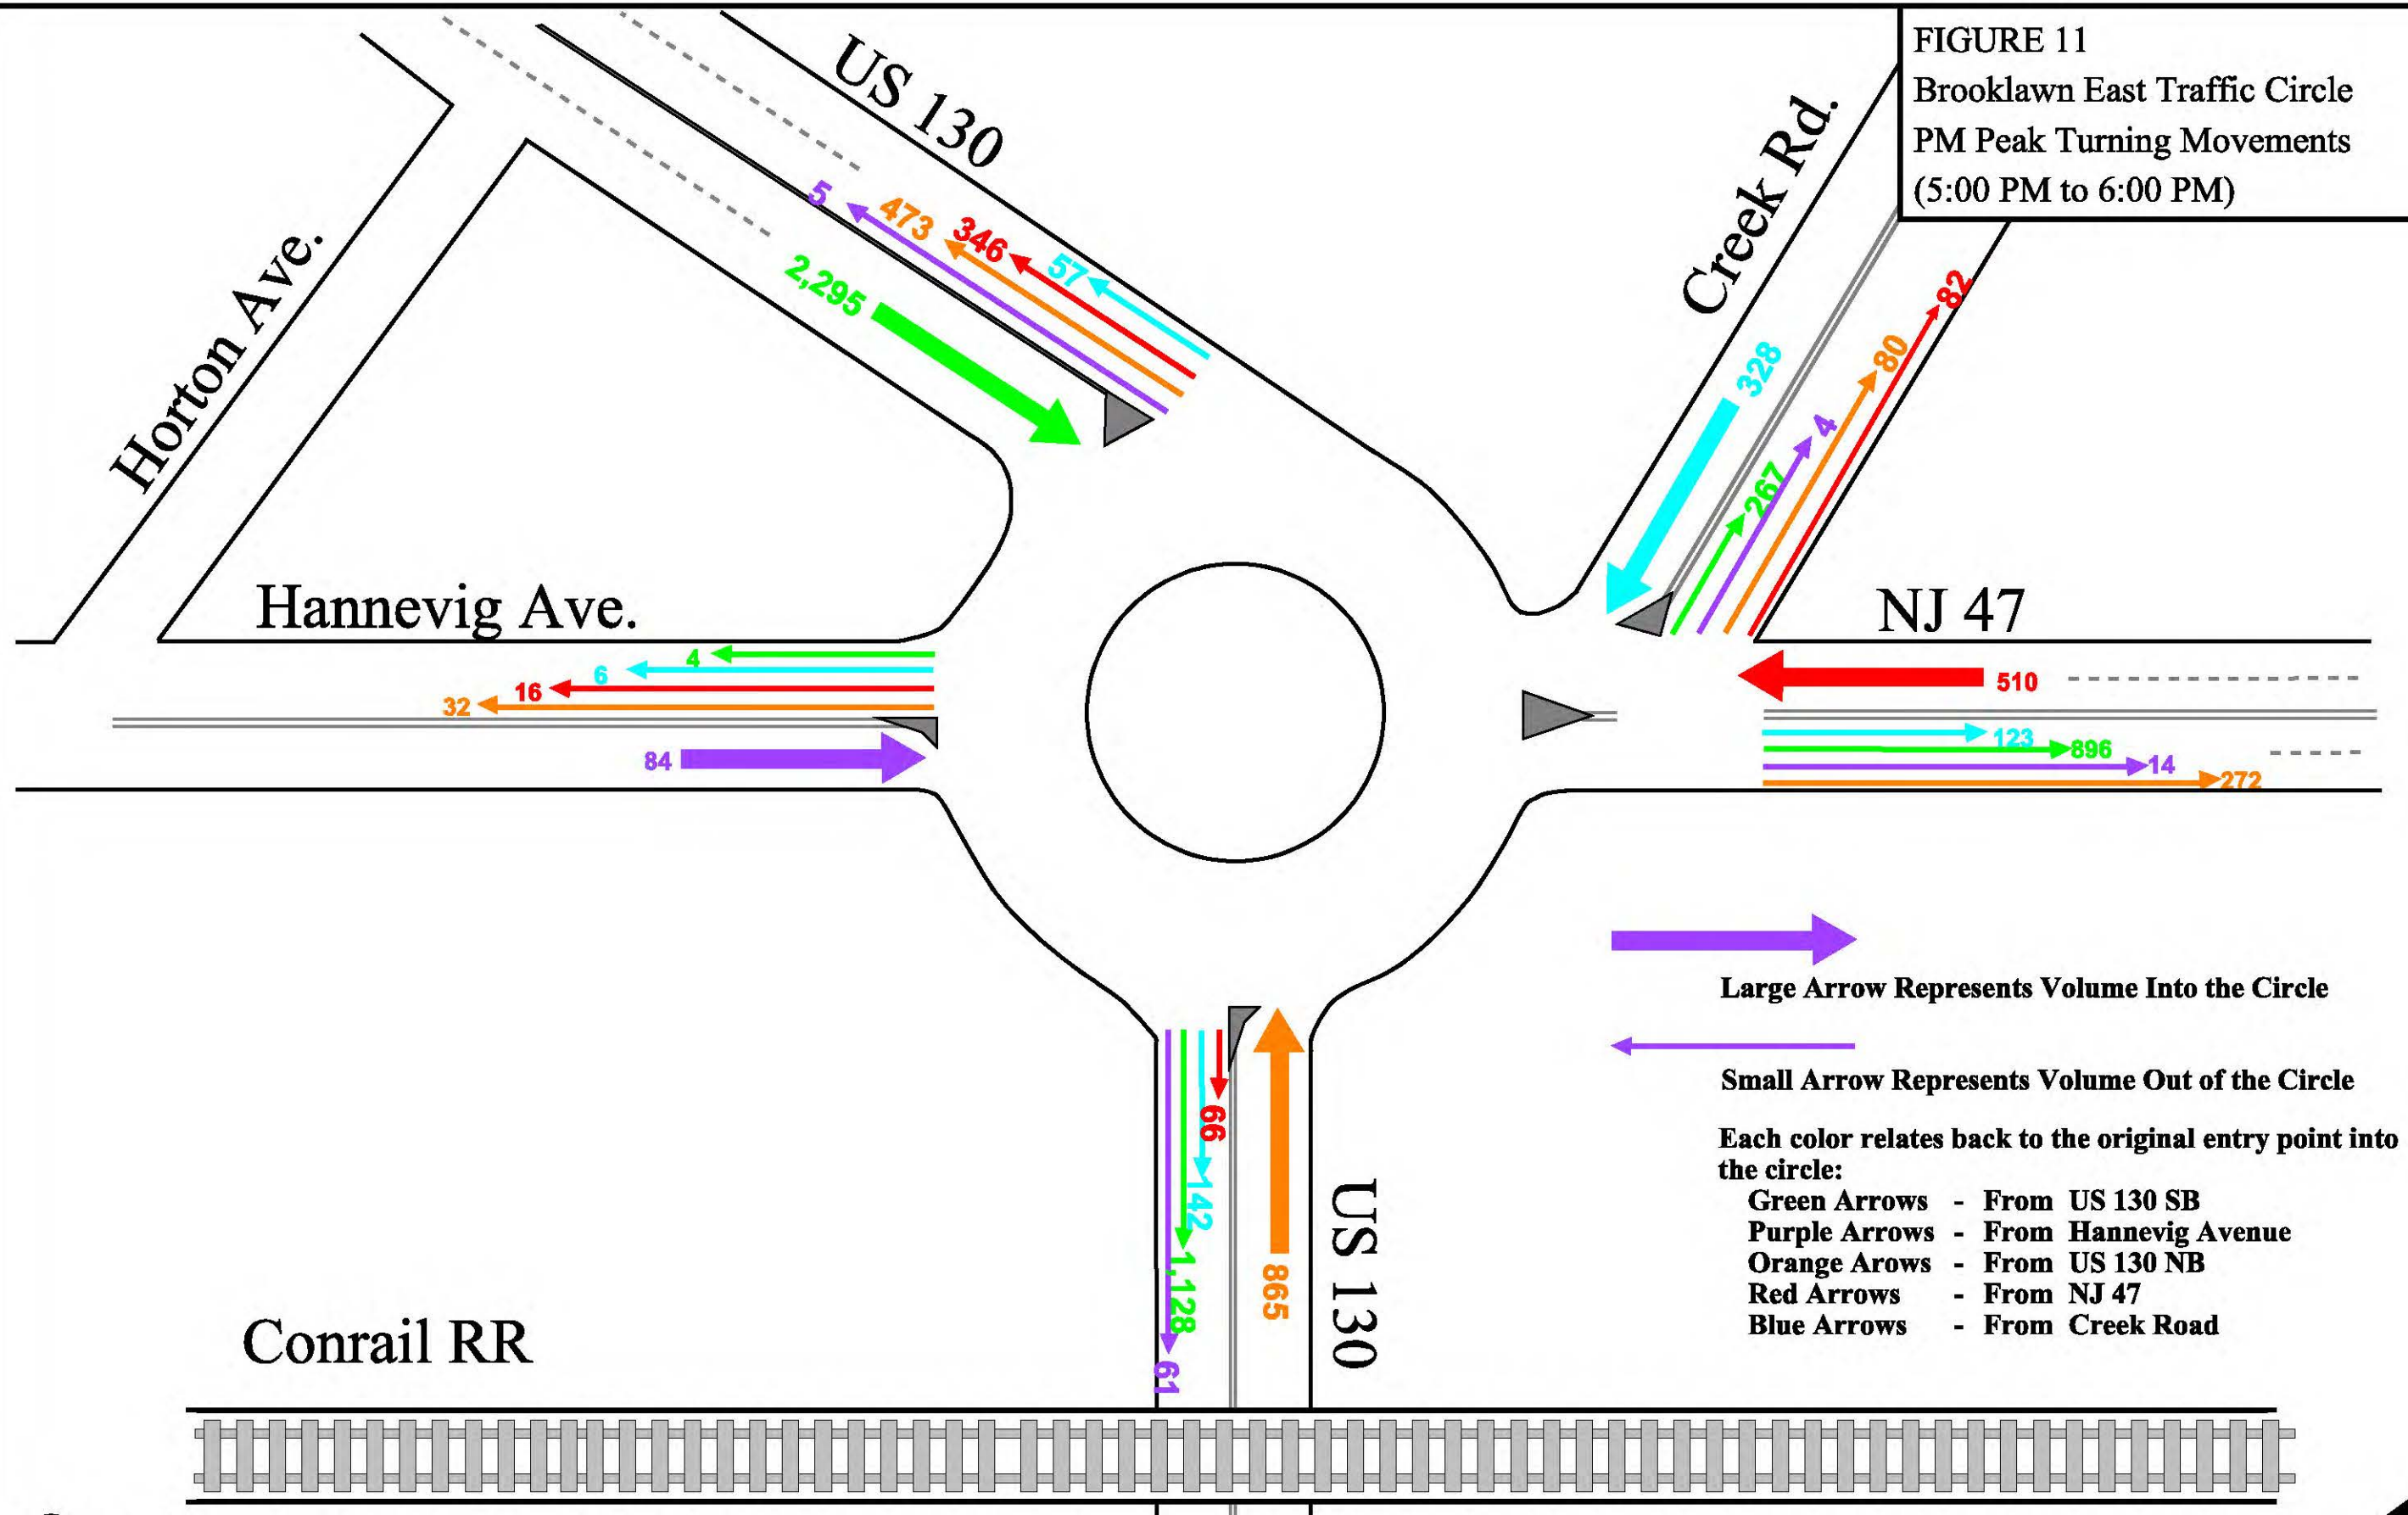 FIGURE 11
Brooklawn East Traffic Circle
PM Peak Turning Movements
(5:00 PM to 6:00 PM)
US 130
Creek Rd.
Horton Ave.
5
473
346
57
2,295
82
80
328
4
267
Hannevig Ave.
NJ 47
4
6
16
32
84
510
123
896
14
272
Large Arrow Represents Volume Into the Circle
Small Arrow Represents Volume Out of the Circle
66
142
1,128
61
865
US 130
Each color relates back to the original entry point into
the circle:
Green Arrows - From US 130 SB
Purple Arrows - From Hannevig Avenue
Orange Arows - From US 130 NB
Red Arrows - From NJ 47
Blue Arrows - From Creek Road
Conrail RR